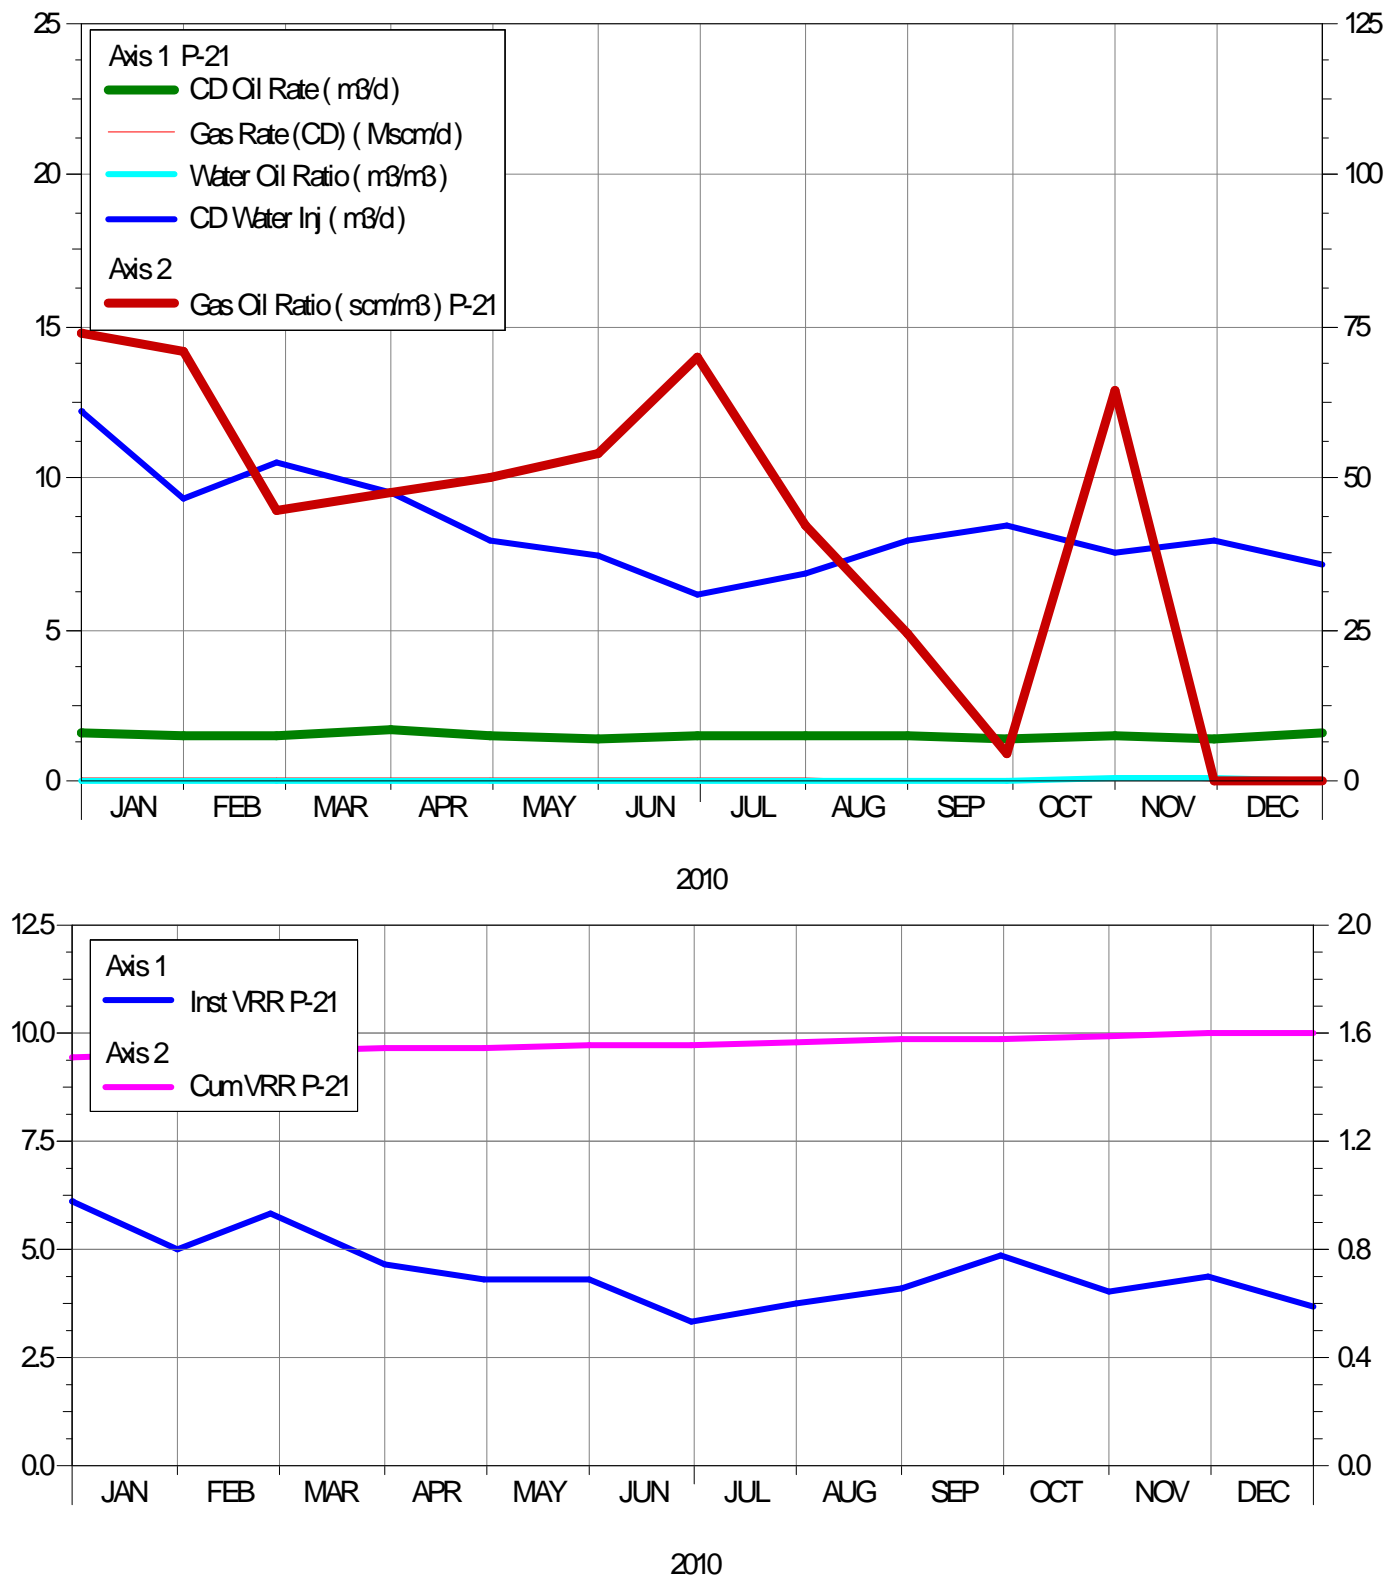 25
20
15
10
5
0
125
100
75
50
25
0
Axis 1 P-21
CD Oil Rate ( m3/d )
Gas Rate (CD) ( Mscm/d )
Water Oil Ratio ( m3/m3 )
CD Water Inj ( m3/d )
Axis 2
Gas Oil Ratio ( scm/m3 ) P-21
JAN FEB MAR APR MAY JUN JUL AUG SEP OCT NOV DEC
2010
12.5
10.0
7.5
5.0
2.5
0.0
2.0
1.6
1.2
0.8
0.4
0.0
Axis 1
Inst VRR P-21
Axis 2
Cum VRR P-21
JAN FEB MAR APR MAY JUN JUL AUG SEP OCT NOV DEC
2010